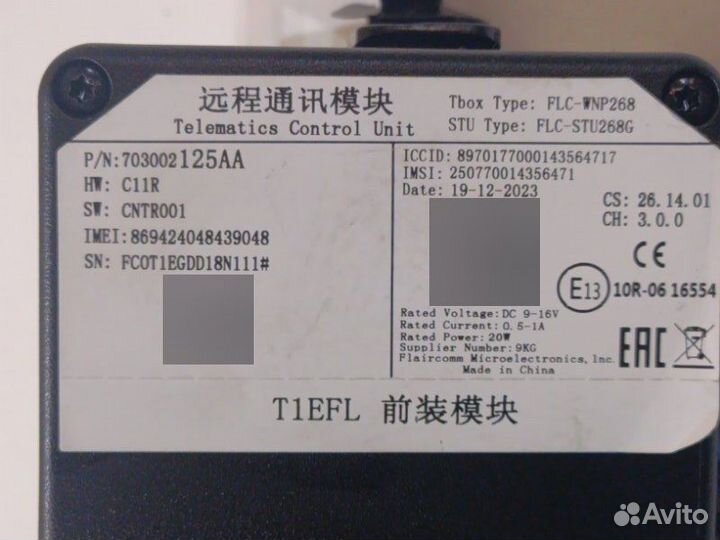 远程通讯模块
Telematics Control Unit
Tbox Type: FLC-WNP268
STU Type: FLC-STU268G
P/N:703002125AA
HW: C11R
SW: CNTR001
IMEI:869424048439048
SN: FCOT1EGDD18N111#
ICCID: 8970177000143564717
IMSI: 250770014356471
Date: 19-12-2023
CS: 26.14.01
CH: 3.0.0
CE
E13 10R-06 16554
Rated Voltage:DC 9-16V
Rated Current:0.5-1A
Rated Power:20W
Supplier Number:9KG
Flaircomm Microelectronics, Inc.
Made in China
EAC
T1EFL 前装模块
Avito